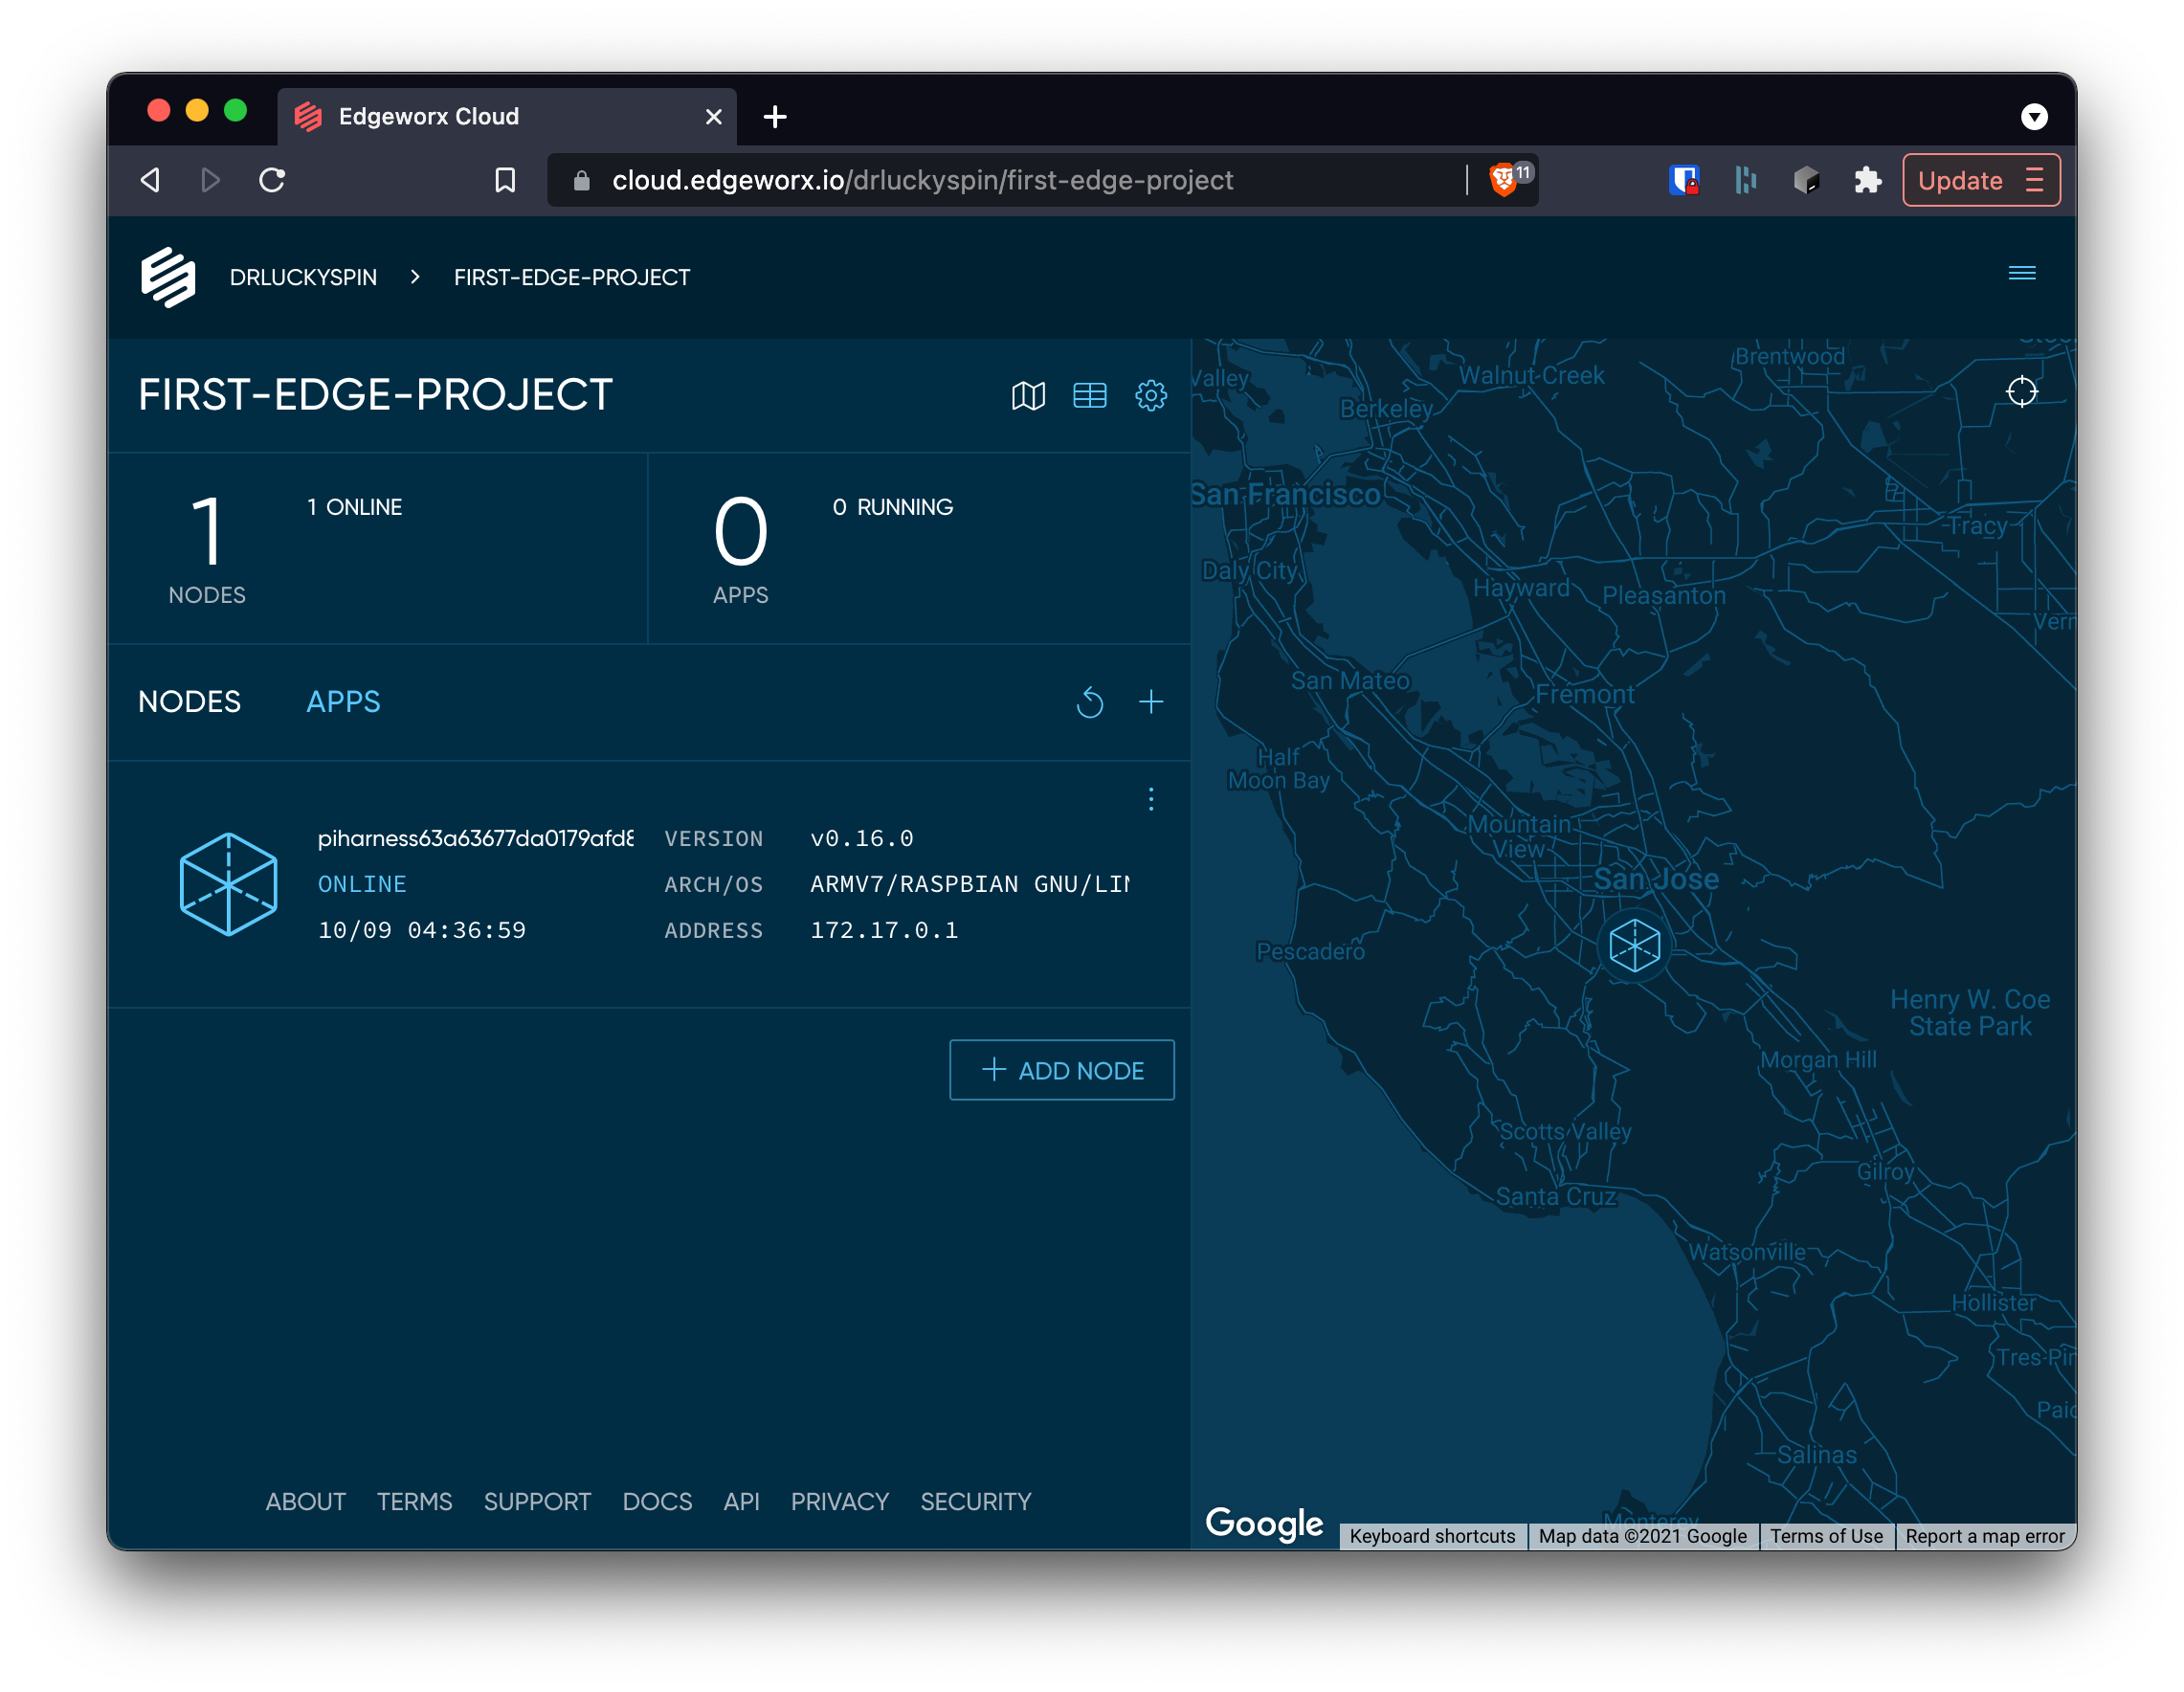 Edgeworx Cloud
cloud.edgeworx.io/drluckyspin/first-edge-project
11
Update
DRLUCKYSPIN > FIRST-EDGE-PROJECT
FIRST-EDGE-PROJECT
1
NODES
1 ONLINE
0
APPS
0 RUNNING
NODES
APPS
piharness63a63677da0179afd8
ONLINE
10/09 04:36:59
VERSION v0.16.0
ARCH/OS ARMV7/RASPBIAN GNU/LIN
ADDRESS 172.17.0.1
ADD NODE
ABOUT TERMS SUPPORT DOCS API PRIVACY SECURITY
Brentwood
Valley
Walnut Creek
Berkeley
San Francisco
Tracy
Daly City
Hayward
Pleasanton
Vern
San Mateo
Fremont
Half
Moon Bay
Mountain
View
San Jose
Pescadero
Henry W. Coe
State Park
Morgan Hill
Scotts Valley
Gilroy
Santa Cruz
Watsonville
Hollister
Tres Pin
Paic
Salinas
Monterey
Google
Keyboard shortcuts
Map data ©2021 Google
Terms of Use
Report a map error